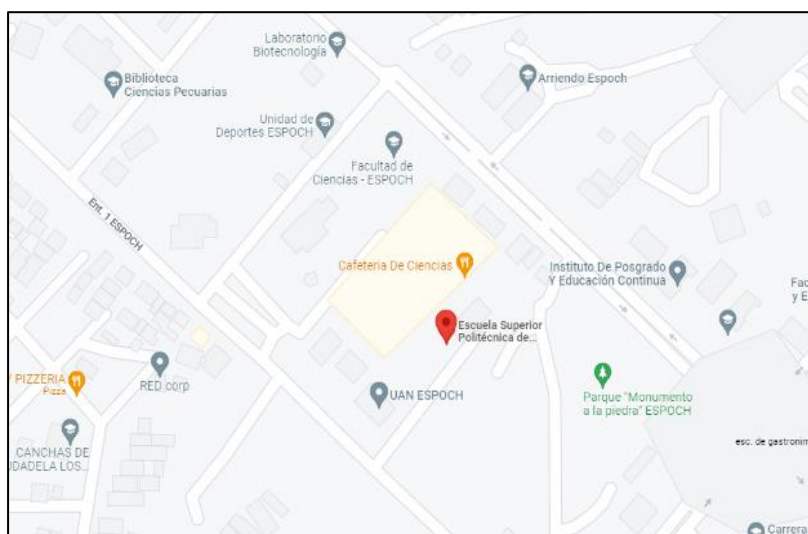 Laboratorio
Biotecnología
Biblioteca
Ciencias Pecuarias
Arriendo Espoch
Unidad de
Deportes ESPOCH
Facultad de
Ciencias - ESPOCH
Ent. 1 ESPOCH
Cafeteria De Ciencias
Instituto De Posgrado
Y Educación Continua
Fac
y E
Escuela Superior
Politécnica de...
RED corp
Y PIZZERIA
Pizza
UAN ESPOCH
Parque "Monumento
a la piedra" ESPOCH
CANCHAS DE
UDADELA LOS...
esc. de gastronim
Carrera